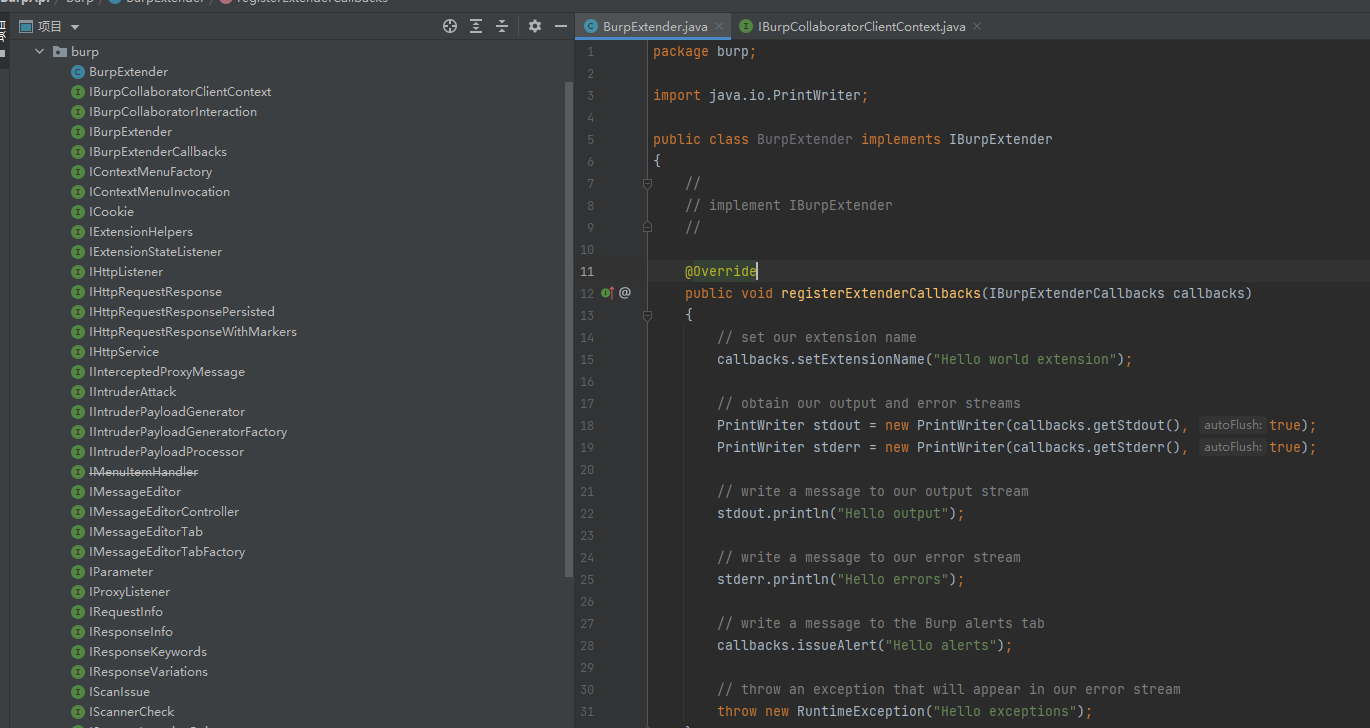 项目
burp
BurpExtender
IBurpCollaboratorClientContext
IBurpCollaboratorInteraction
IBurpExtender
IBurpExtenderCallbacks
IContextMenuFactory
IContextMenuInvocation
ICookie
IExtensionHelpers
IExtensionStateListener
IHttpListener
IHttpRequestResponse
IHttpRequestResponsePersisted
IHttpRequestResponseWithMarkers
IHttpService
IInterceptedProxyMessage
IIntruderAttack
IIntruderPayloadGenerator
IIntruderPayloadGeneratorFactory
IIntruderPayloadProcessor
IMenuItemHandler
IMessageEditor
IMessageEditorController
IMessageEditorTab
IMessageEditorTabFactory
IParameter
IProxyListener
IRequestInfo
IResponseInfo
IResponseKeywords
IResponseVariations
IScanIssue
IScannerCheck
BurpExtender.java
IBurpCollaboratorClientContext.java
1 package burp;
2
3 import java.io.PrintWriter;
4
5 public class BurpExtender implements IBurpExtender
6 {
7 //
8 // implement IBurpExtender
9 //
10
11 @Override
12 public void registerExtenderCallbacks(IBurpExtenderCallbacks callbacks)
13 {
14 // set our extension name
15 callbacks.setExtensionName("Hello world extension");
16
17 // obtain our output and error streams
18 PrintWriter stdout = new PrintWriter(callbacks.getStdout(), autoFlush: true);
19 PrintWriter stderr = new PrintWriter(callbacks.getStderr(), autoFlush: true);
20
21 // write a message to our output stream
22 stdout.println("Hello output");
23
24 // write a message to our error stream
25 stderr.println("Hello errors");
26
27 // write a message to the Burp alerts tab
28 callbacks.issueAlert("Hello alerts");
29
30 // throw an exception that will appear in our error stream
31 throw new RuntimeException("Hello exceptions");